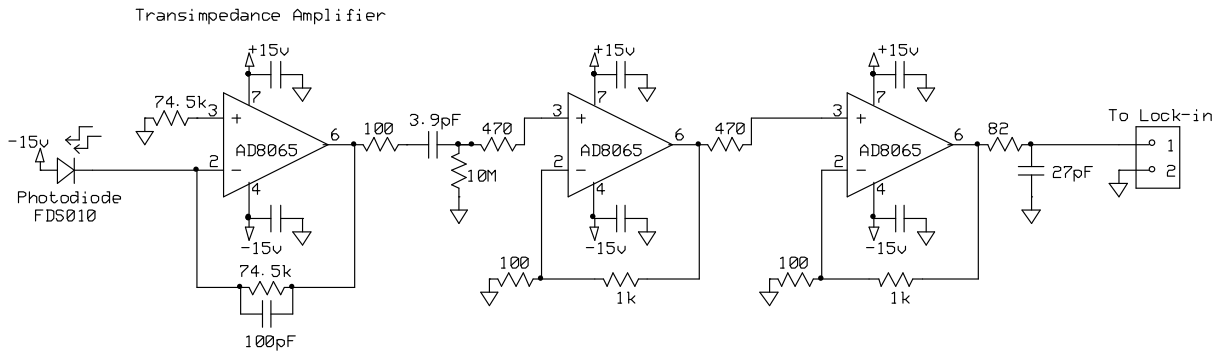 Transimpedance Amplifier
+15v
+15v
+15v
7
7
7
74.5k
3
+
100
3.9pF
470
3
+
470
3
+
82
To Lock-in
-15v
6
6
6
1
AD8065
AD8065
AD8065
2
-
10M
2
-
2
-
27pF
2
Photodiode
FDS010
4
4
4
-15v
-15v
-15v
74.5k
100
100
1k
1k
100pF